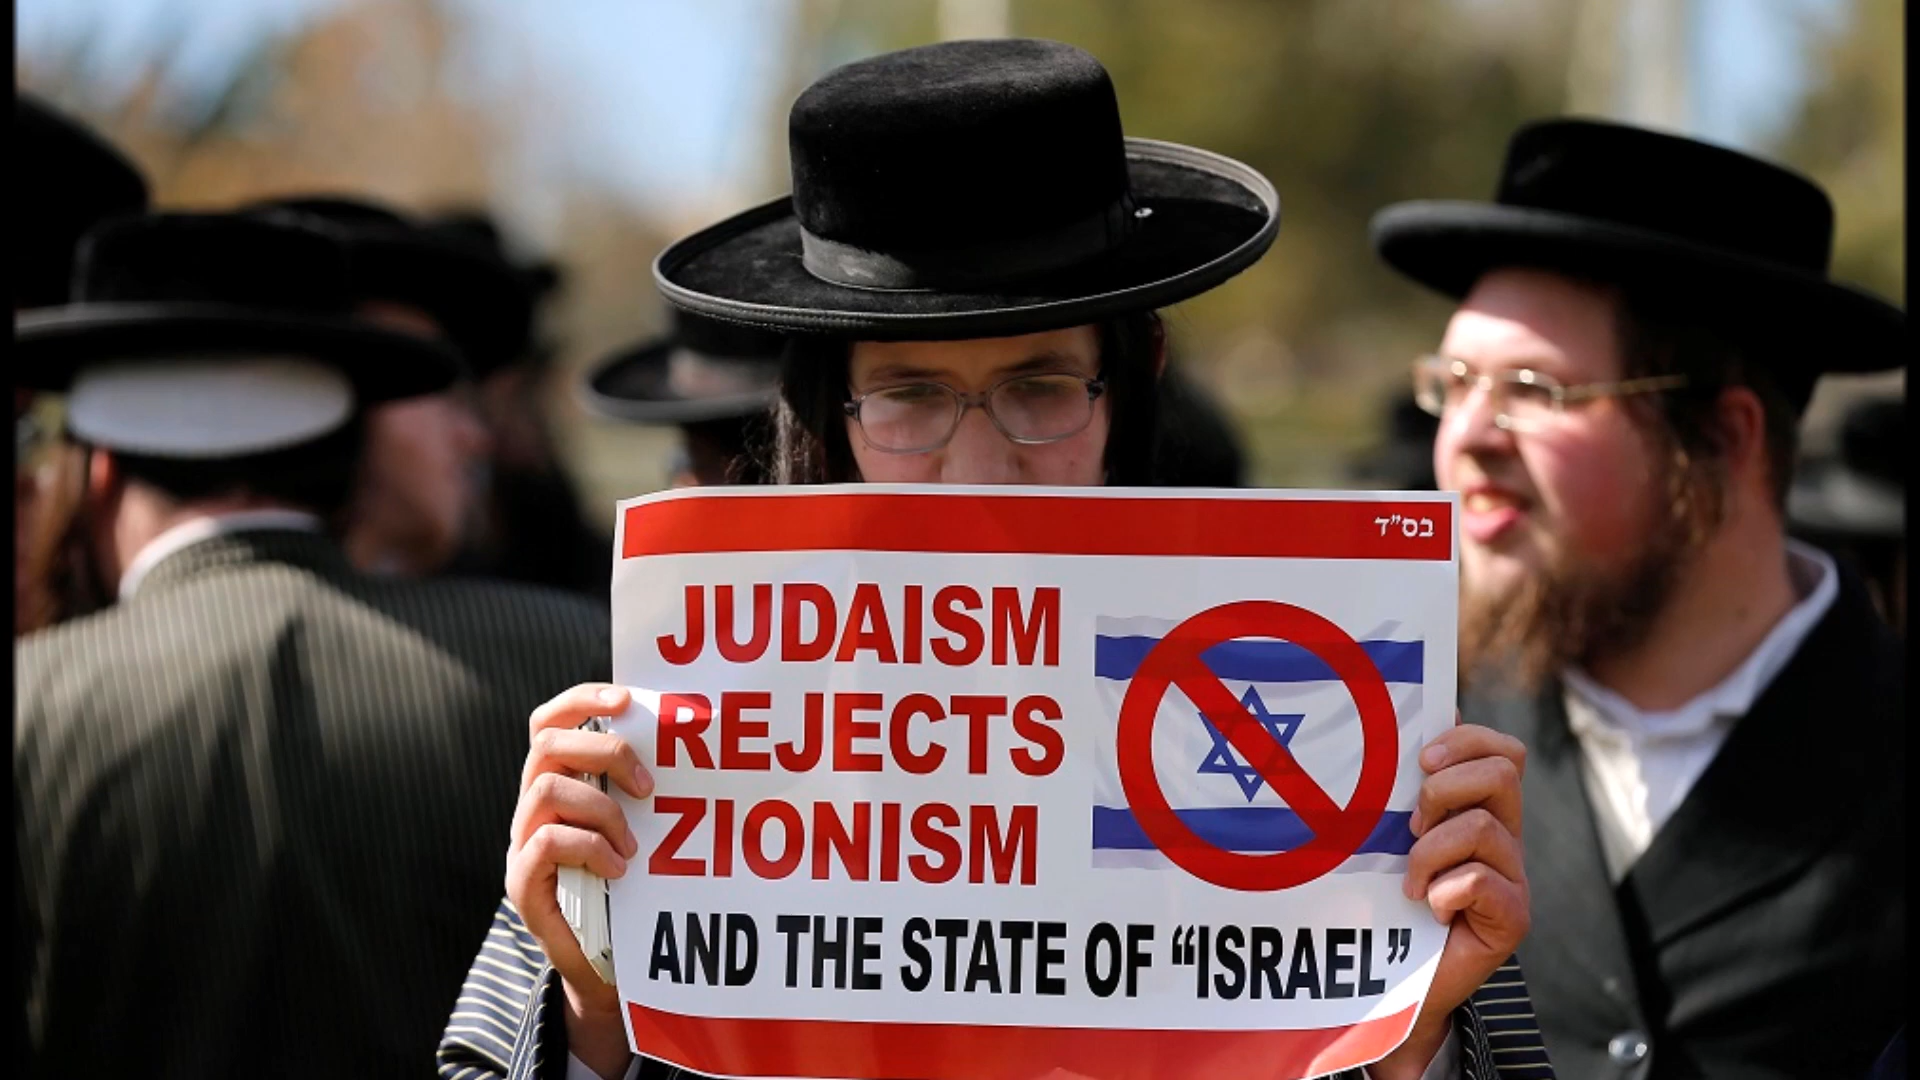 בס"ד
JUDAISM
REJECTS
ZIONISM
AND THE STATE OF “ISRAEL”